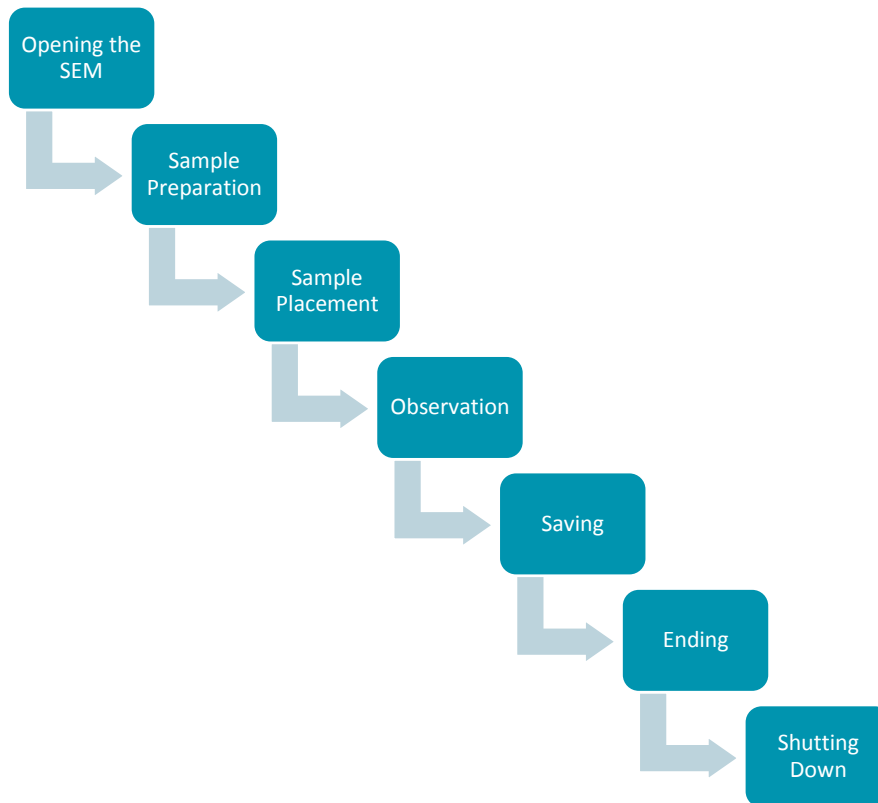 Opening the
SEM
Sample
Preparation
Sample
Placement
Observation
Saving
Ending
Shutting
Down